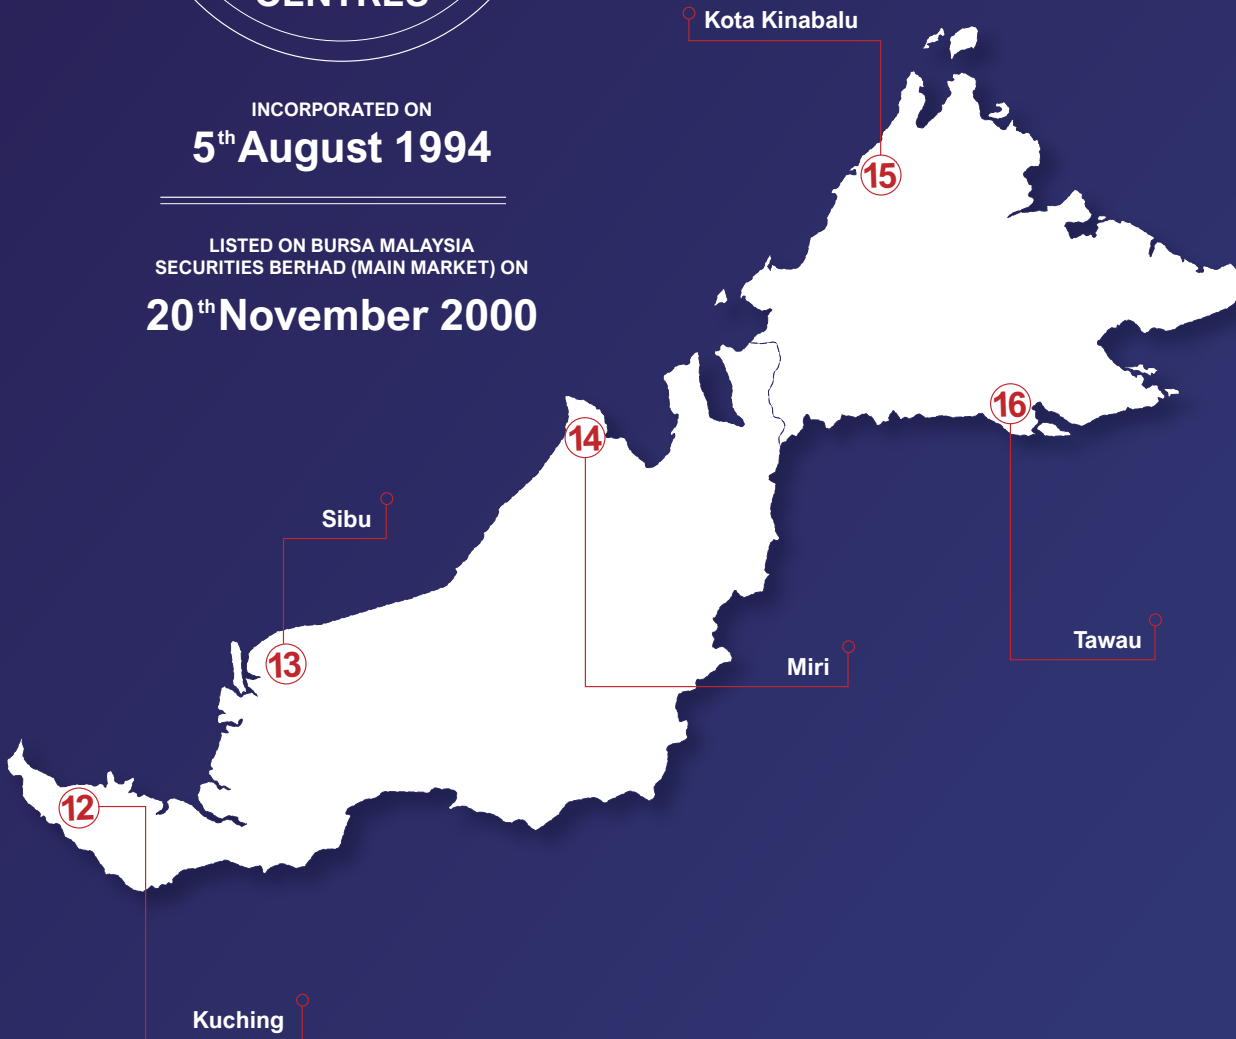 CENTRES
Kota Kinabalu
INCORPORATED ON
5th August 1994
15
LISTED ON BURSA MALAYSIA
SECURITIES BERHAD (MAIN MARKET) ON
20th November 2000
16
14
Sibu
Tawau
13
Miri
12
Kuching